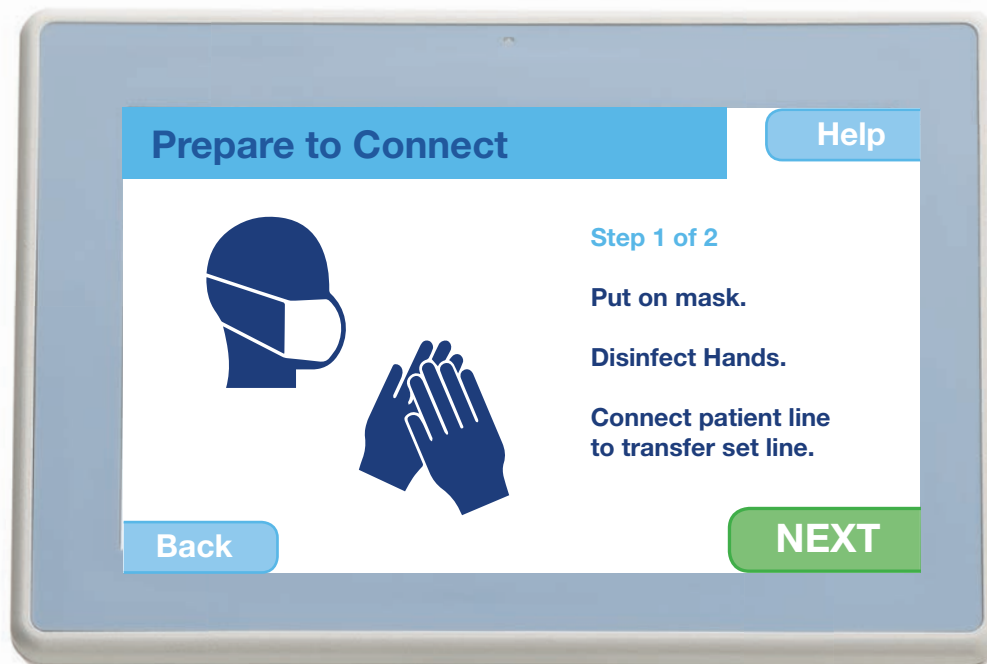 Prepare to Connect
Help
Step 1 of 2
Put on mask.
Disinfect Hands.
Connect patient line
to transfer set line.
Back
NEXT